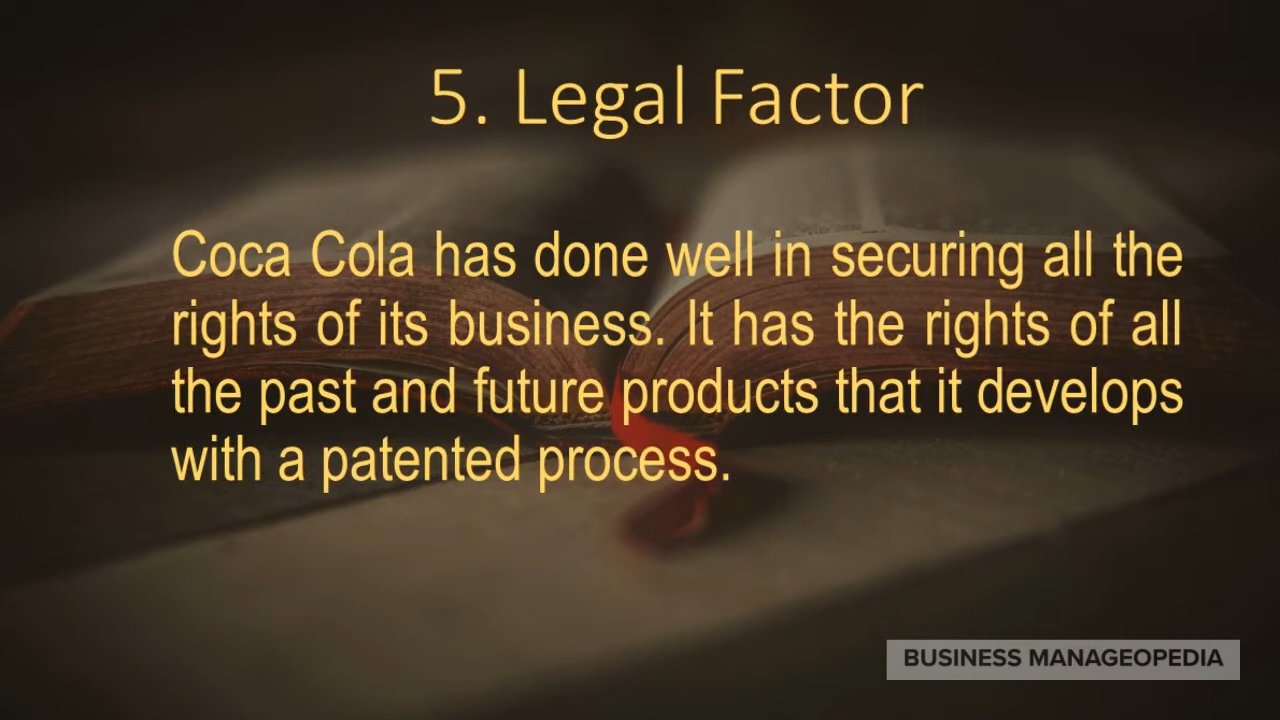 5. Legal Factor
Coca Cola has done well in securing all the
rights of its business. It has the rights of all
the past and future products that it develops
with a patented process.
BUSINESS MANAGEOPEDIA